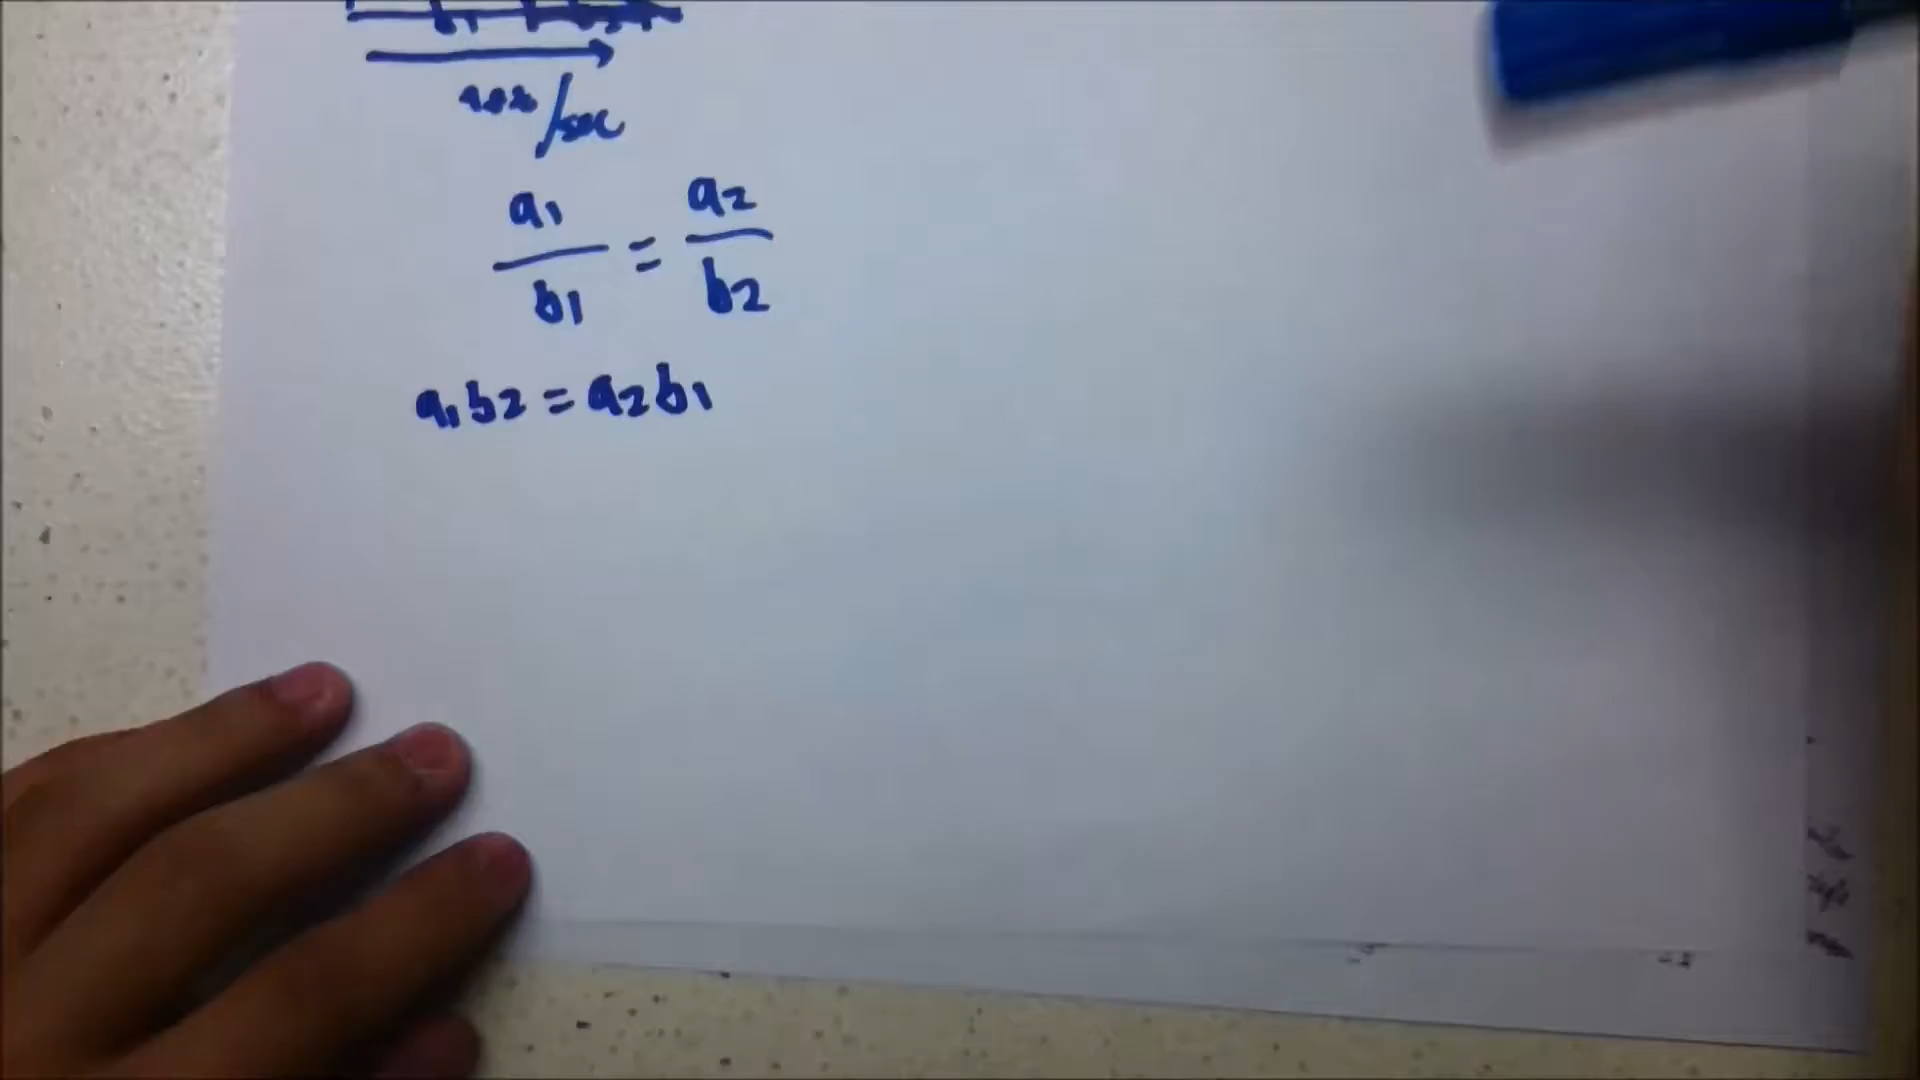 /sec
a1/b1 = a2/b2
a1b2 = a2b1